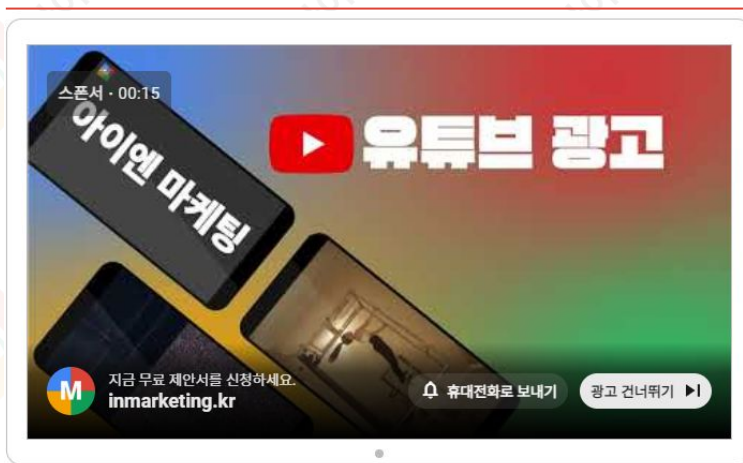 스폰서 · 00:15
아이엔 마케팅
유튜브 광고
지금 무료 제안서를 신청하세요.
M
inmarketing.kr
휴대전화로 보내기
광고 건너뛰기